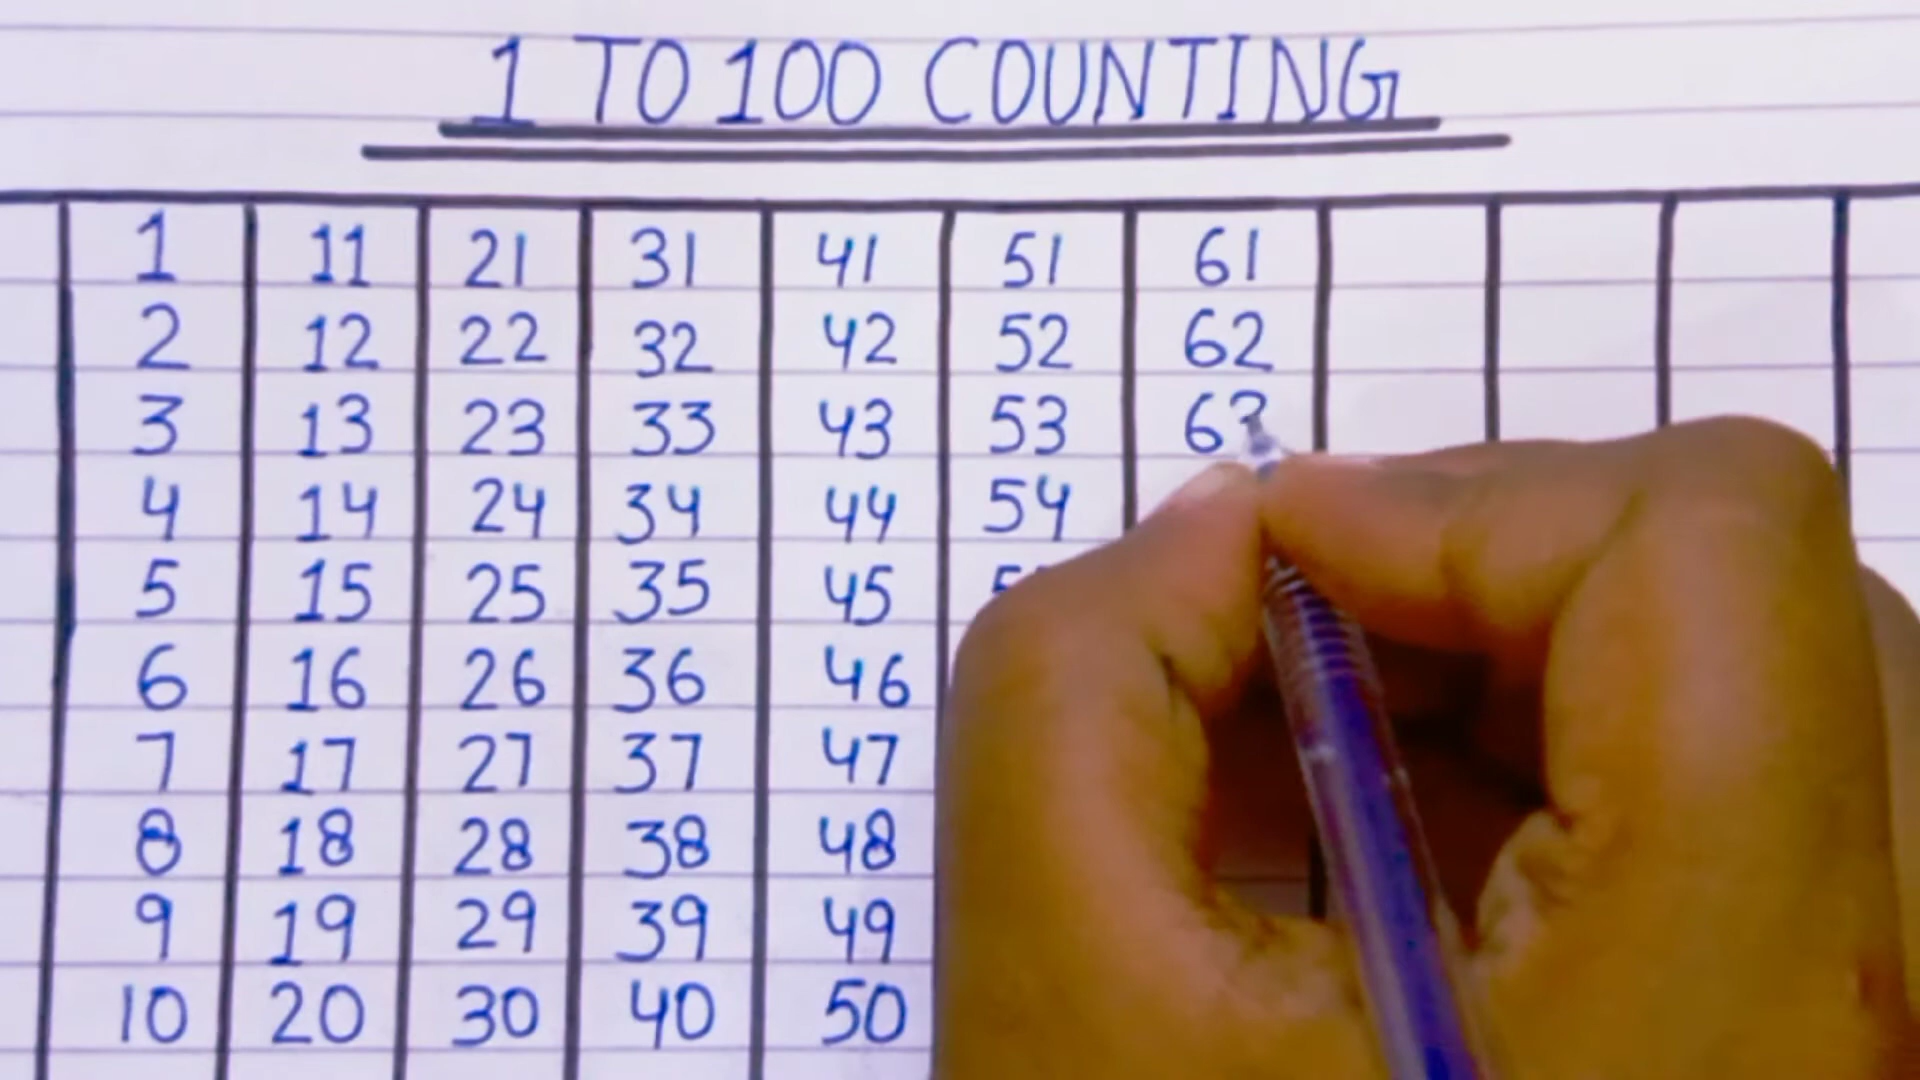 1 TO 100 COUNTING
1 11 21 31 41 51 61
2 12 22 32 42 52 62
3 13 23 33 43 53 63
4 14 24 34 44 54
5 15 25 35 45
6 16 26 36 46
7 17 27 37 47
8 18 28 38 48
9 19 29 39 49
10 20 30 40 50